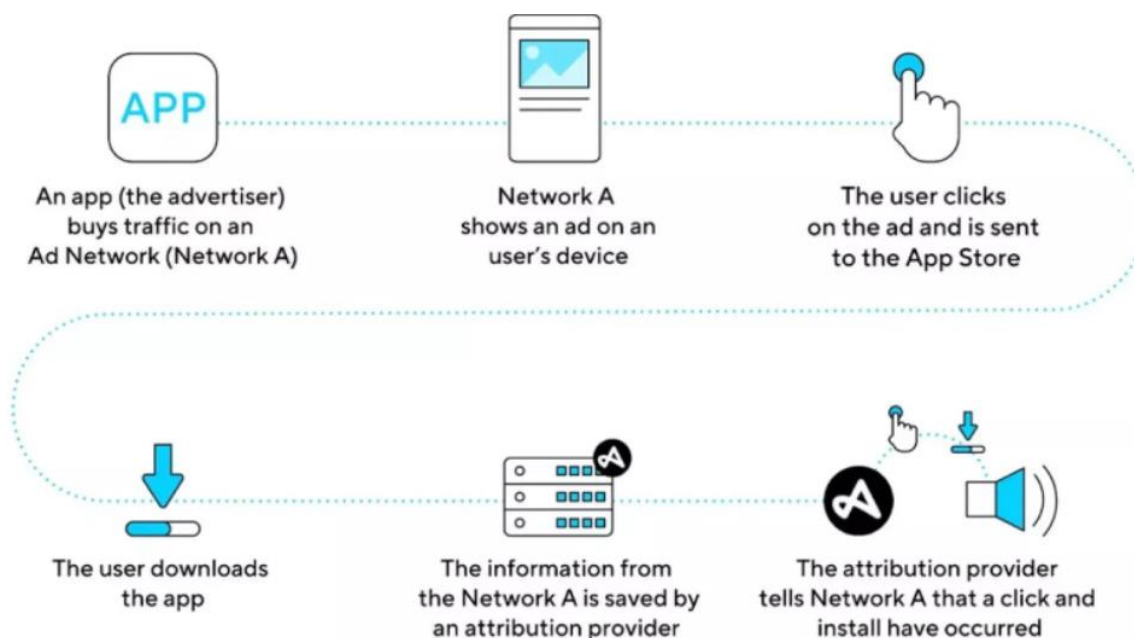 APP
An app (the advertiser)
buys traffic on an
Ad Network (Network A)
Network A
shows an ad on an
user's device
The user clicks
on the ad and is sent
to the App Store
The user downloads
the app
The information from
the Network A is saved by
an attribution provider
The attribution provider
tells Network A that a click and
install have occurred